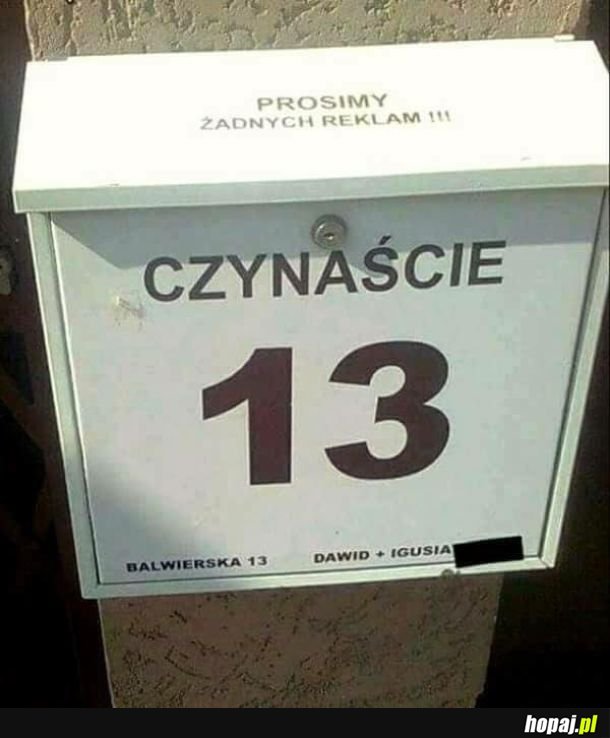 PROSIMY
ŻADNYCH REKLAM !!!
CZYNAŚCIE
13
BALWIERSKA 13 DAWID + IGUSIA
hopaj.pl